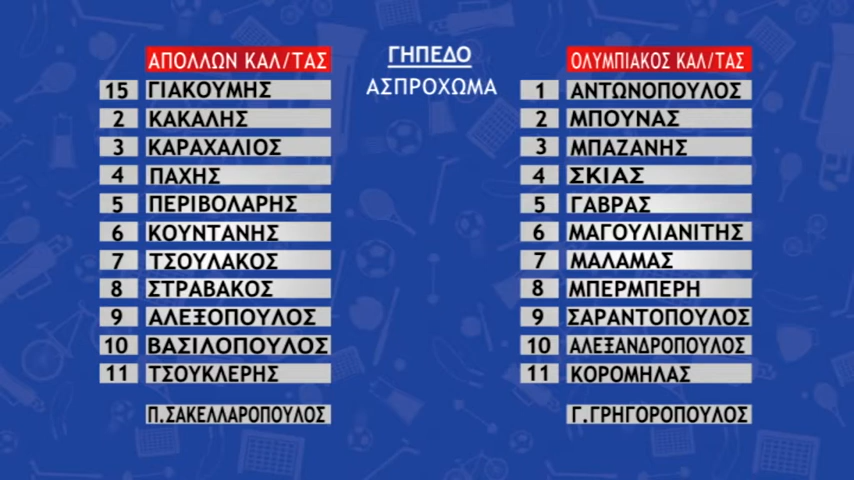 ΑΠΟΛΛΩΝ ΚΑΛ/ΤΑΣ
15 ΓΙΑΚΟΥΜΗΣ
2 ΚΑΚΑΛΗΣ
3 ΚΑΡΑΧΑΛΙΟΣ
4 ΠΑΧΗΣ
5 ΠΕΡΙΒΟΛΑΡΗΣ
6 ΚΟΥΝΤΑΝΗΣ
7 ΤΣΟΥΛΑΚΟΣ
8 ΣΤΡΑΒΑΚΟΣ
9 ΑΛΕΞΟΠΟΥΛΟΣ
10 ΒΑΣΙΛΟΠΟΥΛΟΣ
11 ΤΣΟΥΚΛΕΡΗΣ
Π.ΣΑΚΕΛΛΑΡΟΠΟΥΛΟΣ
ΓΗΠΕΔΟ
ΑΣΠΡΟΧΩΜΑ
ΟΛΥΜΠΙΑΚΟΣ ΚΑΛ/ΤΑΣ
1 ΑΝΤΩΝΟΠΟΥΛΟΣ
2 ΜΠΟΥΝΑΣ
3 ΜΠΑΖΑΝΗΣ
4 ΣΚΙΑΣ
5 ΓΑΒΡΑΣ
6 ΜΑΓΟΥΛΙΑΝΙΤΗΣ
7 ΜΑΛΑΜΑΣ
8 ΜΠΕΡΜΠΕΡΗ
9 ΣΑΡΑΝΤΟΠΟΥΛΟΣ
10 ΑΛΕΞΑΝΔΡΟΠΟΥΛΟΣ
11 ΚΟΡΟΜΗΛΑΣ
Γ.ΓΡΗΓΟΡΟΠΟΥΛΟΣ